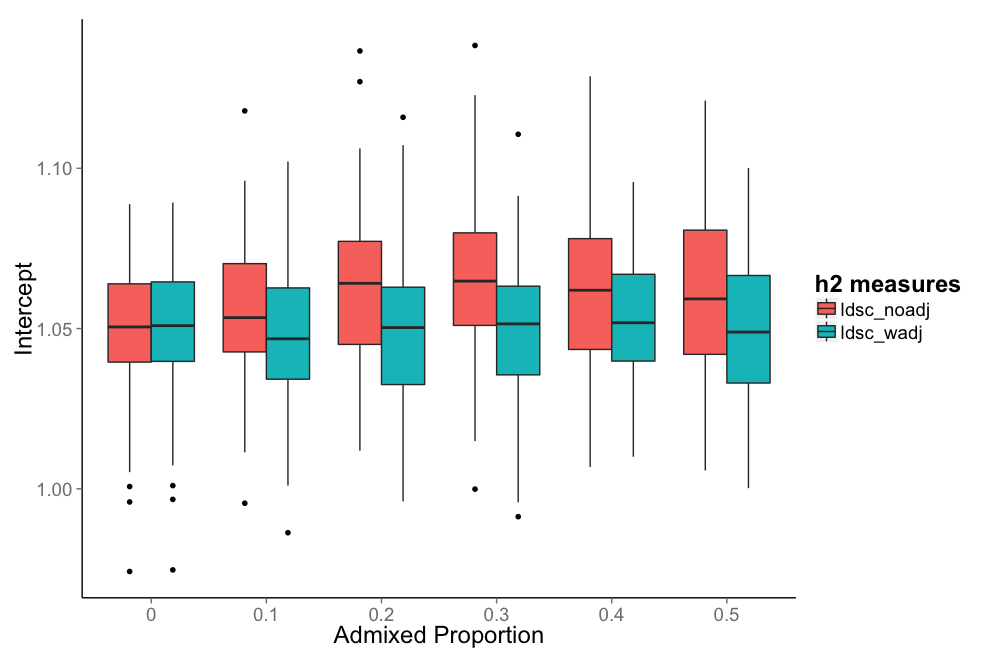 Intercept
1.10
1.05
1.00
0 0.1 0.2 0.3 0.4 0.5
Admixed Proportion
h2 measures
ldsc_noadj
ldsc_wadj